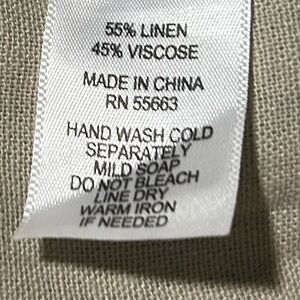 55% LINEN
45% VISCOSE
MADE IN CHINA
RN 55663
HAND WASH COLD
SEPARATELY
MILD SOAP
DO NOT BLEACH
LINE DRY
WARM IRON
IF NEEDED